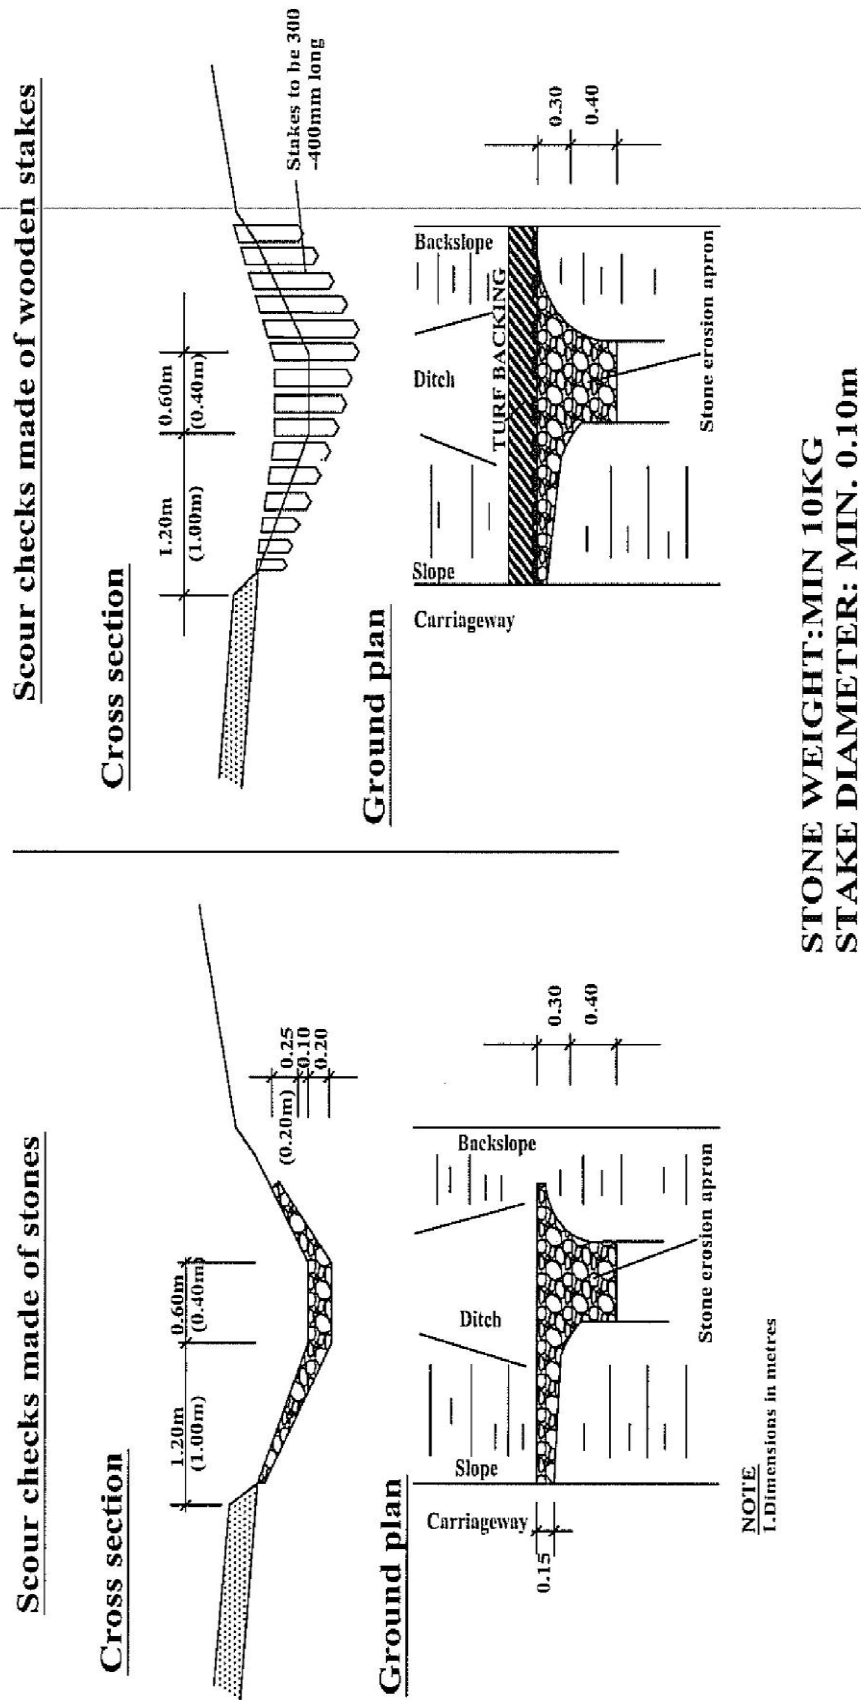 Scour checks made of stones
Cross section
1.20m
(1.00m)
0.60m
(0.40m)
(0.20m)
0.25
0.10
0.20
Ground plan
Carriageway
Slope
Ditch
Backslope
0.15
0.30
0.40
Stone erosion apron
NOTE
1.Dimensions in metres
Scour checks made of wooden stakes
Cross section
1.20m
(1.00m)
0.60m
(0.40m)
Stakes to be 300
-400mm long
Ground plan
Carriageway
Slope
Ditch
Backslope
TURF BACKING
0.30
0.40
Stone erosion apron
STONE WEIGHT:MIN 10KG
STAKE DIAMETER: MIN. 0.10m